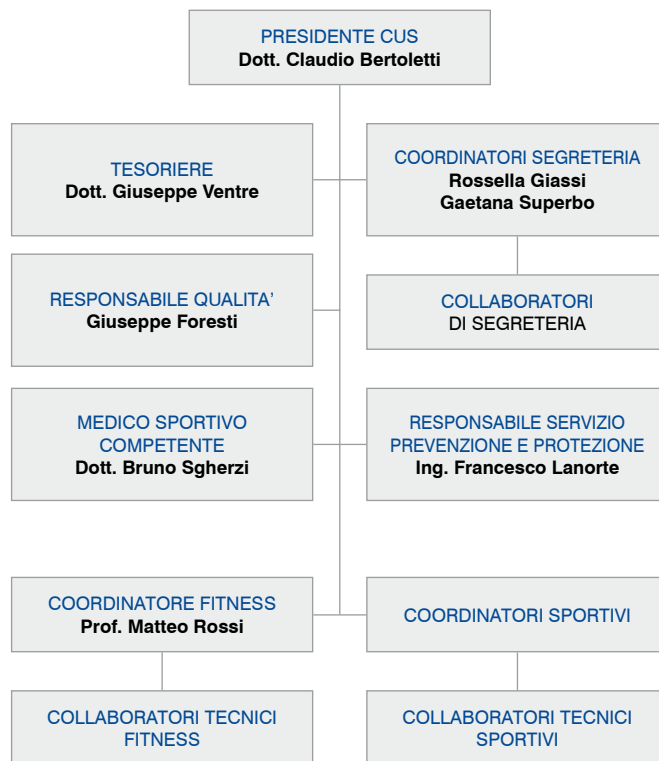 PRESIDENTE CUS
Dott. Claudio Bertoletti
TESORIERE
Dott. Giuseppe Ventre
COORDINATORI SEGRETERIA
Rossella Giassi
Gaetana Superbo
RESPONSABILE QUALITA’
Giuseppe Foresti
COLLABORATORI
DI SEGRETERIA
MEDICO SPORTIVO
COMPETENTE
Dott. Bruno Sgherzi
RESPONSABILE SERVIZIO
PREVENZIONE E PROTEZIONE
Ing. Francesco Lanorte
COORDINATORE FITNESS
Prof. Matteo Rossi
COORDINATORI SPORTIVI
COLLABORATORI TECNICI
FITNESS
COLLABORATORI TECNICI
SPORTIVI